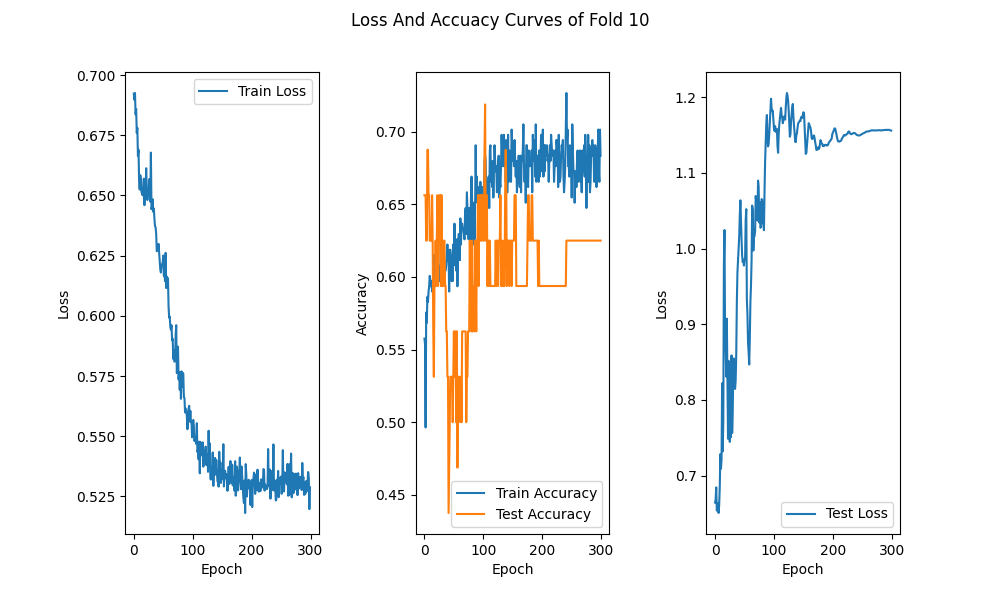 Loss And Accuacy Curves of Fold 10
0.700
0.675
0.650
0.625
0.600
0.575
0.550
0.525
Loss
0
100
200
300
Epoch
Train Loss
0.70
0.65
0.60
0.55
0.50
0.45
Accuracy
0
100
200
300
Epoch
Train Accuracy
Test Accuracy
1.2
1.1
1.0
0.9
0.8
0.7
Loss
0
100
200
300
Epoch
Test Loss